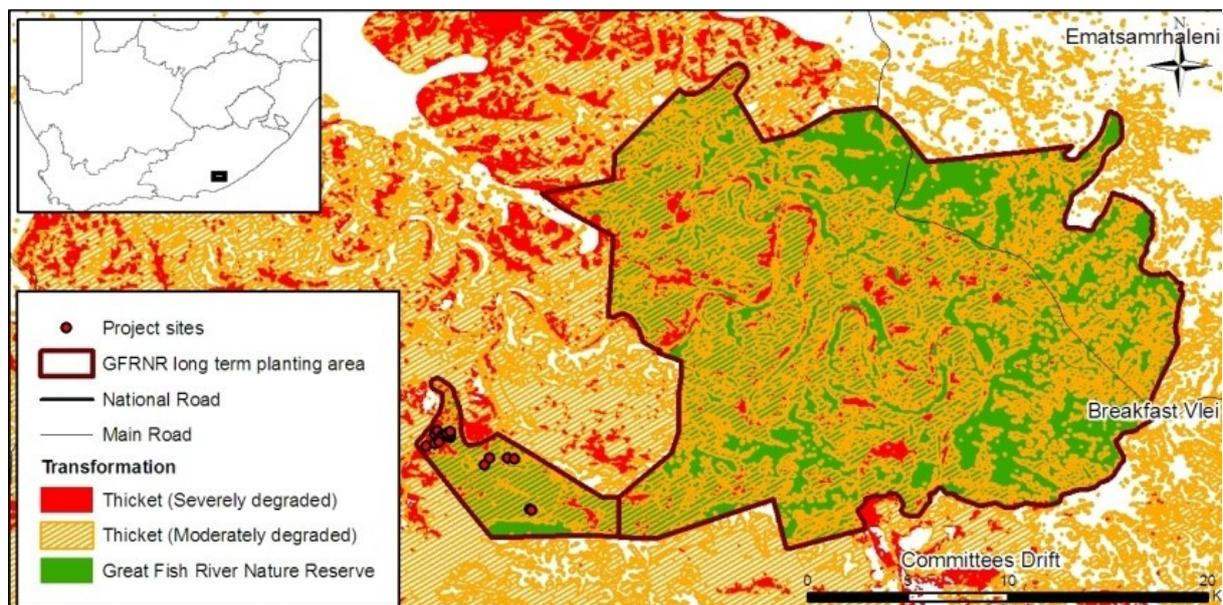 N
Ematsamrhaleni
Project sites
GFRNR long term planting area
National Road
Main Road
Transformation
Thicket (Severely degraded)
Thicket (Moderately degraded)
Great Fish River Nature Reserve
Breakfast Vlei
Committees Drift
0 5 10 20
K